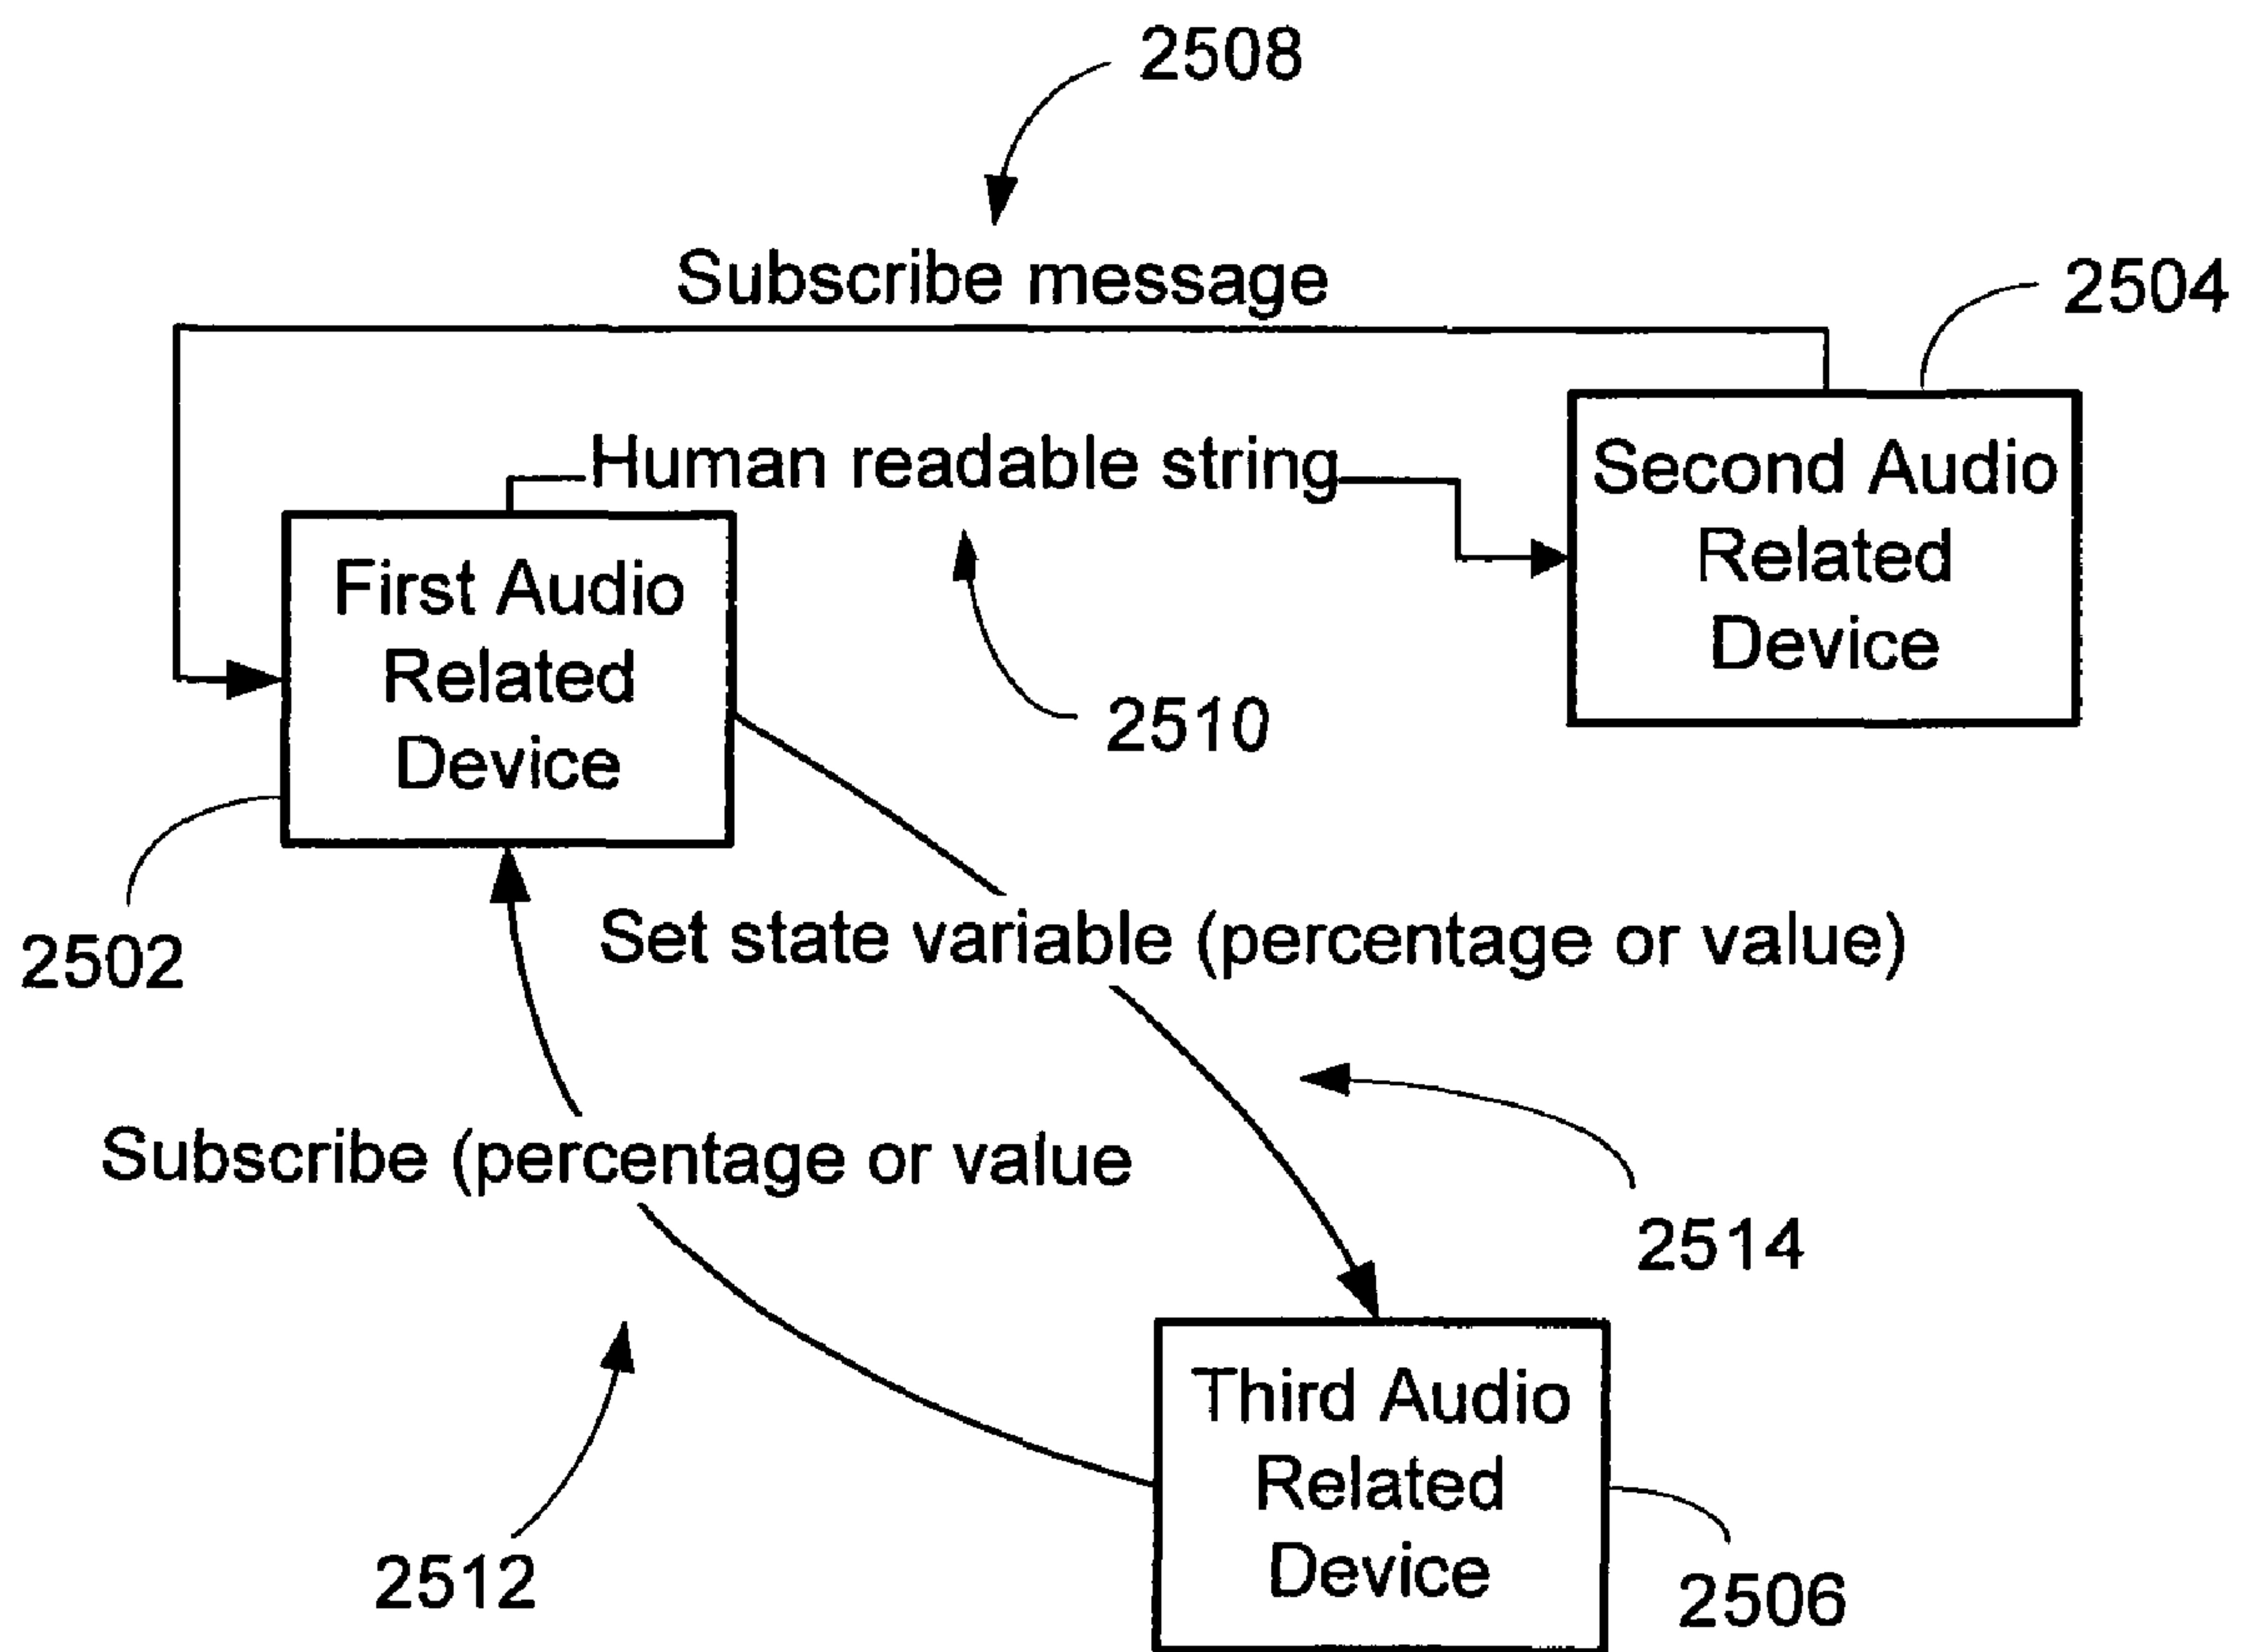 2508
Subscribe message
2504
Human readable string
Second Audio
Related
Device
First Audio
Related
Device
2510
2502
Set state variable (percentage or value)
Subscribe (percentage or value
2514
Third Audio
Related
Device
2512
2506